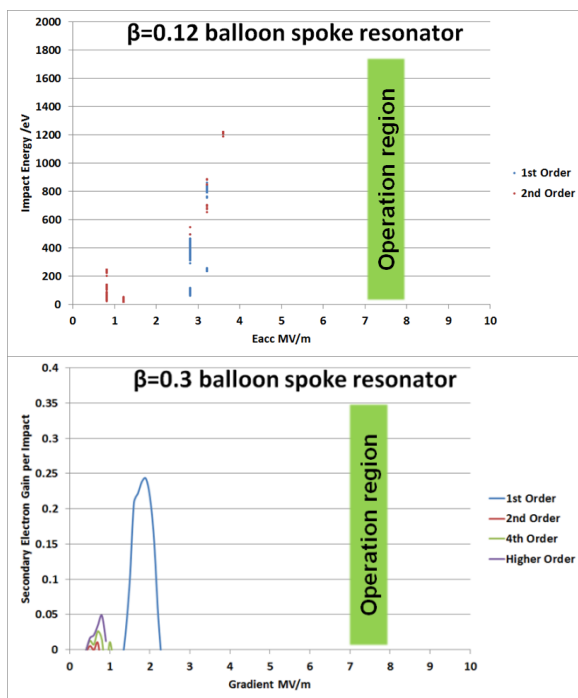 β=0.12 balloon spoke resonator
2000
1800
1600
1400
1200
1000
800
600
400
200
0
Impact Energy /eV
0 1 2 3 4 5 6 7 8 9 10
Eacc MV/m
Operation region
1st Order
2nd Order
β=0.3 balloon spoke resonator
0.4
0.35
0.3
0.25
0.2
0.15
0.1
0.05
0
Secondary Electron Gain per Impact
0 1 2 3 4 5 6 7 8 9 10
Gradient MV/m
Operation region
1st Order
2nd Order
4th Order
Higher Order